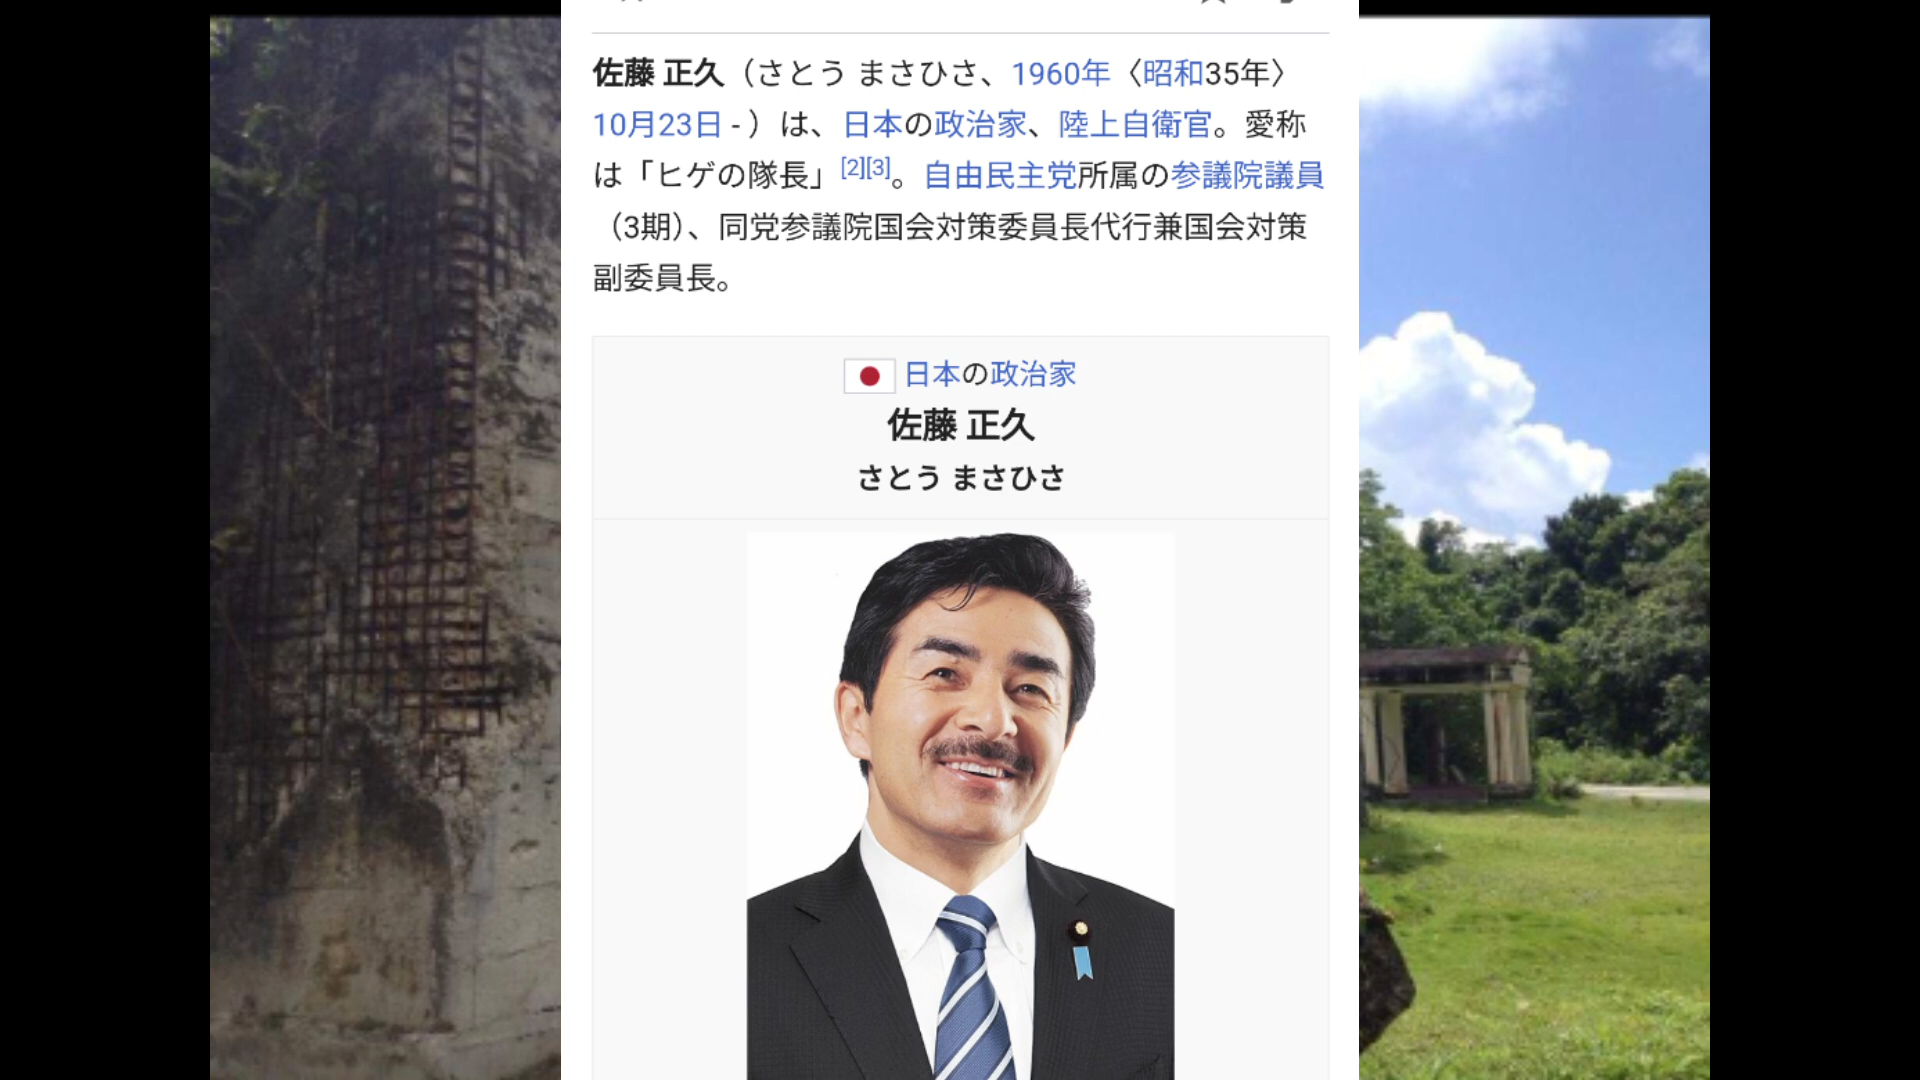 佐藤 正久（さとう まさひさ、1960年〈昭和35年〉
10月23日 - ）は、日本の政治家、陸上自衛官。愛称
は「ヒゲの隊長」[2][3]。自由民主党所属の参議院議員
（3期）、同党参議院国会対策委員長代行兼国会対策
副委員長。
日本の政治家
佐藤 正久
さとう まさひさ